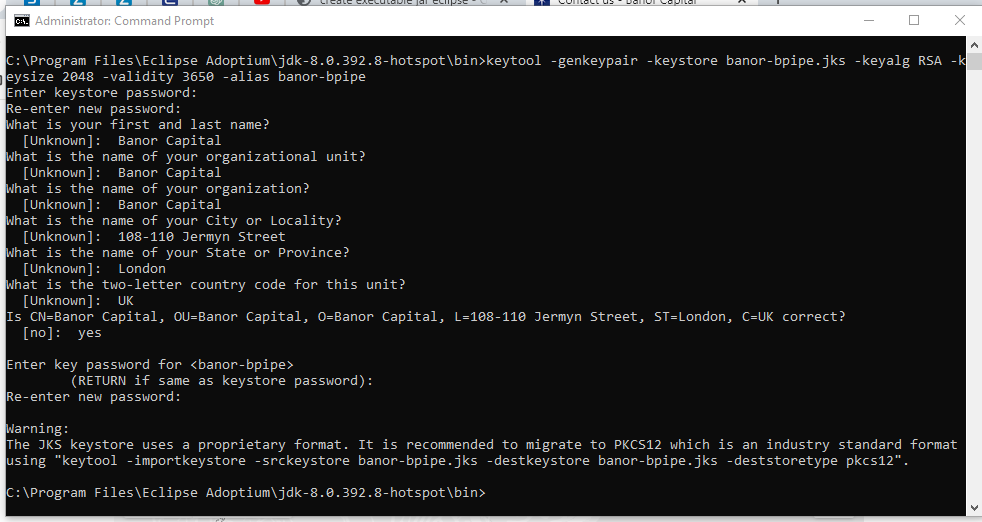 create executable jar eclipse - 
Contact us - Banor Capital
Administrator: Command Prompt
C:\Program Files\Eclipse Adoptium\jdk-8.0.392.8-hotspot\bin>keytool -genkeypair -keystore banor-bpipe.jks -keyalg RSA -k
eysize 2048 -validity 3650 -alias banor-bpipe
Enter keystore password:
Re-enter new password:
What is your first and last name?
  [Unknown]:  Banor Capital
What is the name of your organizational unit?
  [Unknown]:  Banor Capital
What is the name of your organization?
  [Unknown]:  Banor Capital
What is the name of your City or Locality?
  [Unknown]:  108-110 Jermyn Street
What is the name of your State or Province?
  [Unknown]:  London
What is the two-letter country code for this unit?
  [Unknown]:  UK
Is CN=Banor Capital, OU=Banor Capital, O=Banor Capital, L=108-110 Jermyn Street, ST=London, C=UK correct?
  [no]:  yes
Enter key password for <banor-bpipe>
        (RETURN if same as keystore password):
Re-enter new password:
Warning:
The JKS keystore uses a proprietary format. It is recommended to migrate to PKCS12 which is an industry standard format
using "keytool -importkeystore -srckeystore banor-bpipe.jks -destkeystore banor-bpipe.jks -deststoretype pkcs12".
C:\Program Files\Eclipse Adoptium\jdk-8.0.392.8-hotspot\bin>